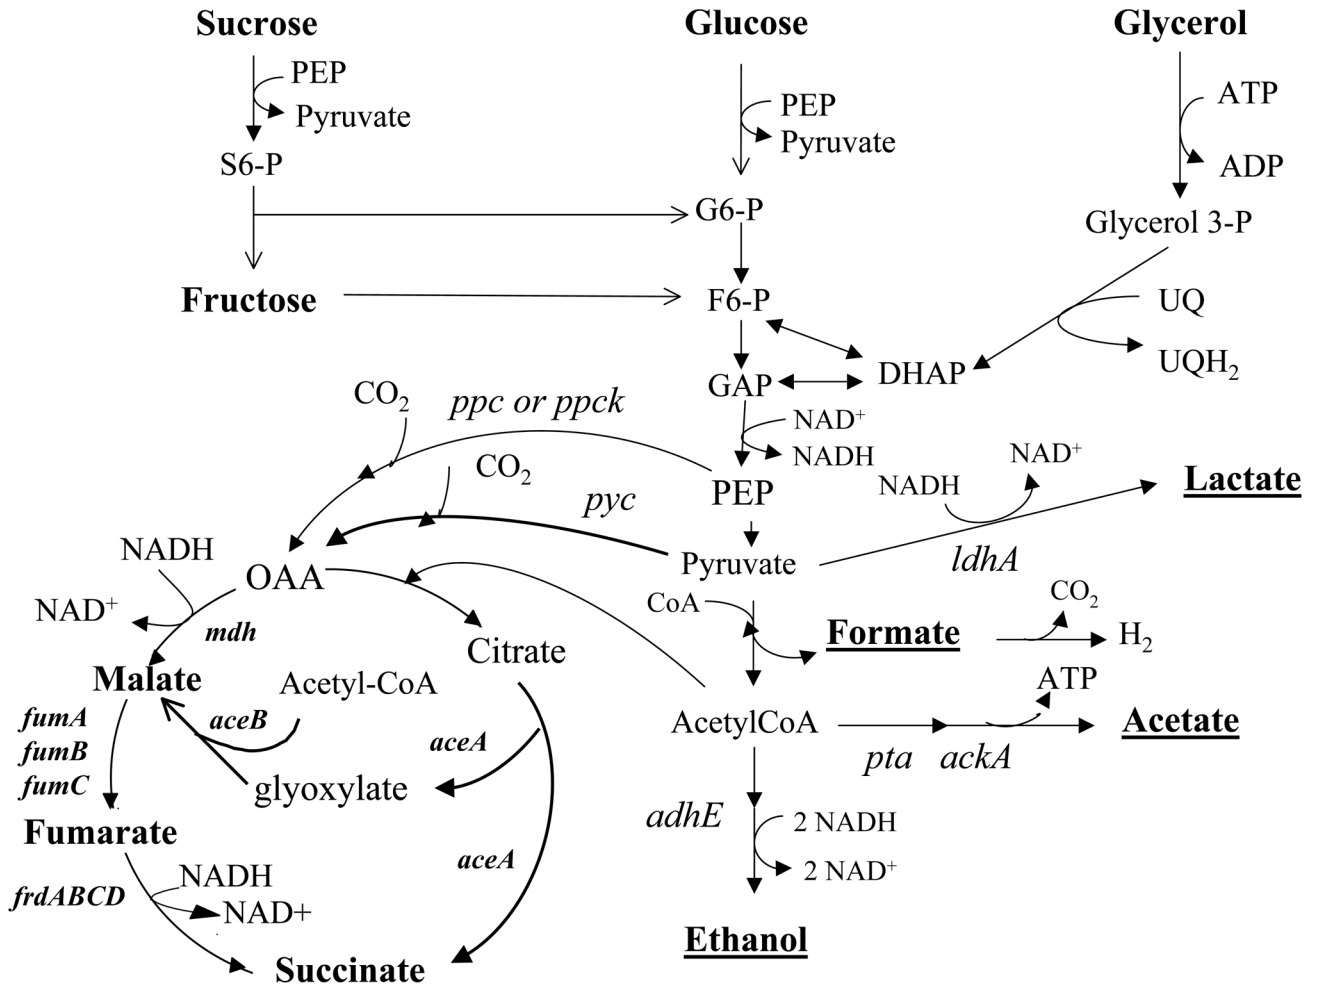 Sucrose
Glucose
Glycerol
PEP
Pyruvate
PEP
Pyruvate
ATP
ADP
S6-P
G6-P
Glycerol 3-P
Fructose
F6-P
UQ
UQH2
GAP
DHAP
CO2
ppc or ppck
NAD+
NADH
CO2
pyc
PEP
NADH
NAD+
Lactate
ldhA
Pyruvate
NADH
NAD+
OAA
mdh
CoA
Formate
CO2
H2
Citrate
Malate
Acetyl-CoA
ATP
AcetylCoA
Acetate
pta ackA
fumA
fumB
fumC
aceB
aceA
glyoxylate
adhE
2 NADH
2 NAD+
Fumarate
aceA
frdABCD
NADH
NAD+
Ethanol
Succinate